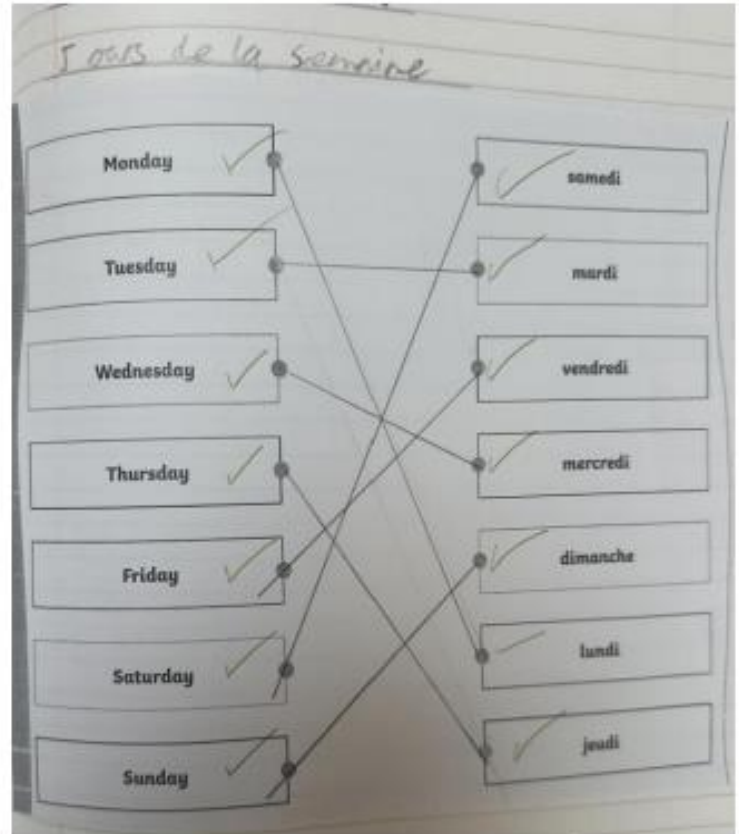 Jours de la semaine
Monday
samedi
Tuesday
mardi
Wednesday
vendredi
Thursday
mercredi
Friday
dimanche
Saturday
lundi
Sunday
jeudi